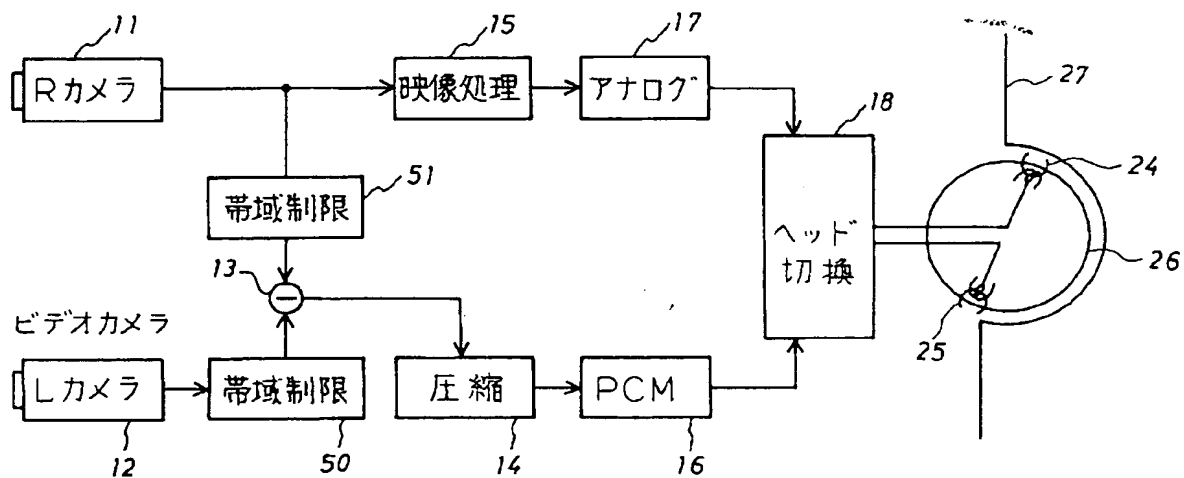 11
15
17
Rカメラ
映像処理
アナログ
27
18
51
24
帯域制限
ヘッド
切換
13
−
26
ビデオカメラ
25
Lカメラ
帯域制限
圧縮
PCM
12
50
14
16